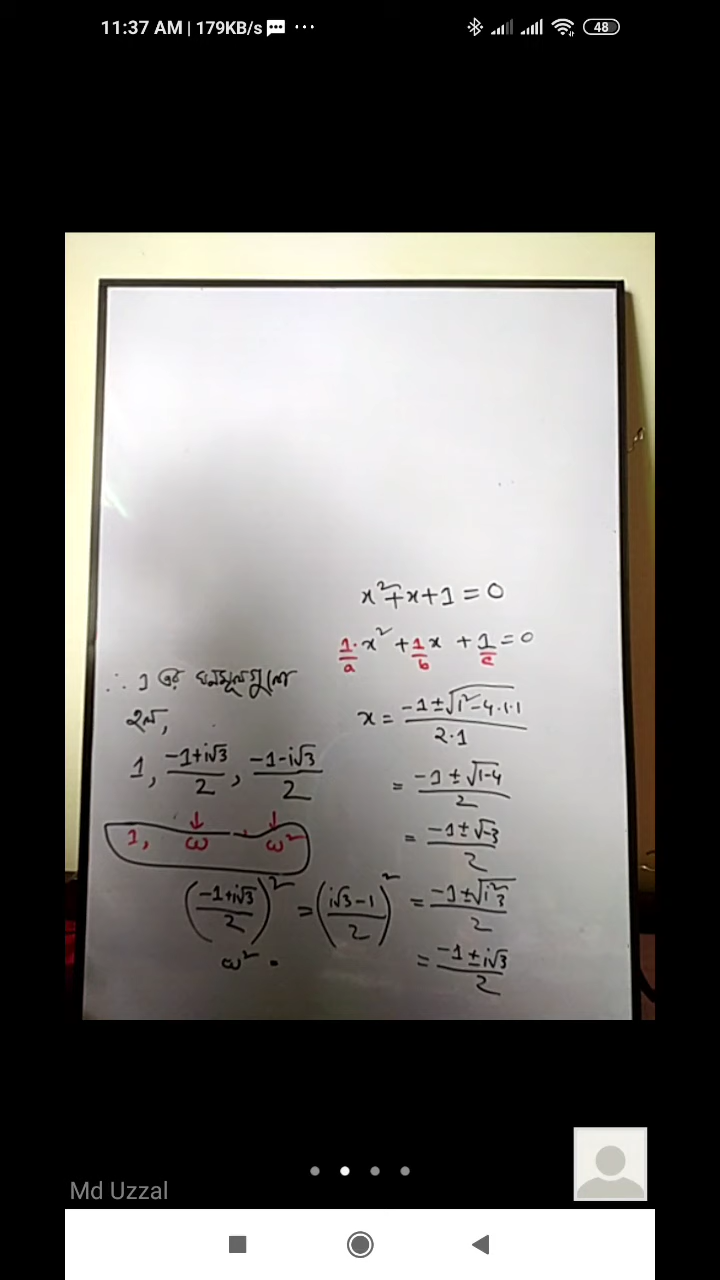 11:37 AM | 179KB/s ...
48
x²+x+1=0
1/a·x² + 1/b x + 1/c = 0
x = (-1±√(1²-4.1.1))/(2·1)
= (-1±√(1-4))/2
= (-1±√-3)/2
= (-1±√(i²3))/2
= (-1±i√3)/2
∴ 1 এর ঘনমূলগুলো
হল,
1, (-1+i√3)/2, (-1-i√3)/2
↓ ↓
1, ω, ω²
((-1+i√3)/2)² = ((i√3-1)/2)²
ω² =
Md Uzzal